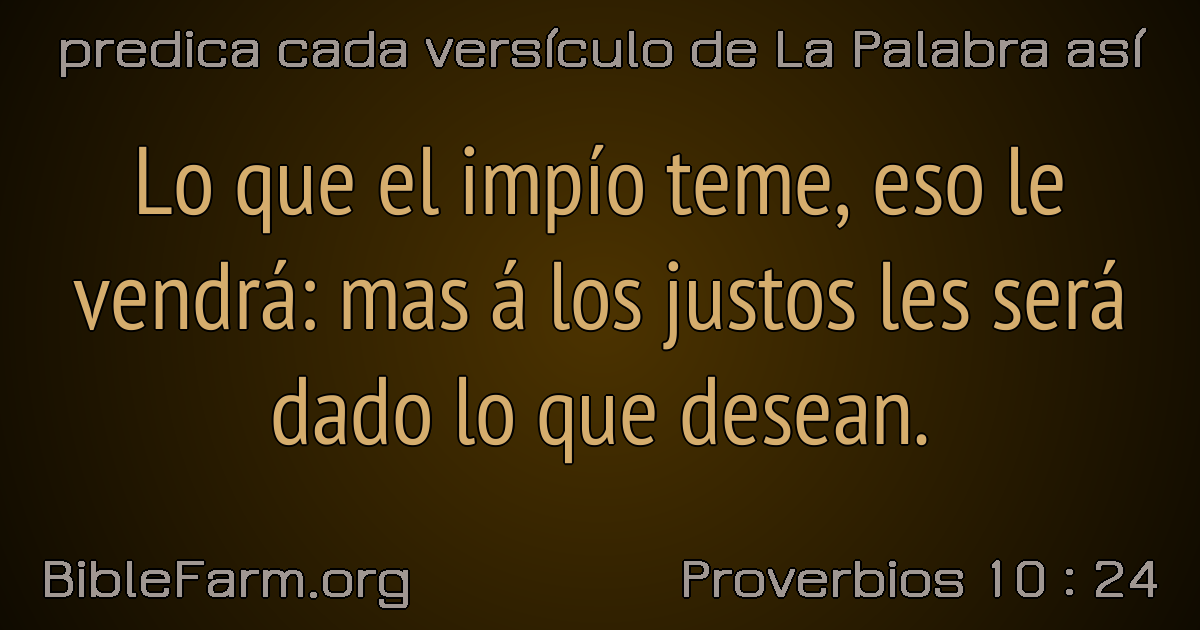 predica cada versículo de La Palabra así
Lo que el impío teme, eso le
vendrá: mas á los justos les será
dado lo que desean.
BibleFarm.org
Proverbios 10 : 24